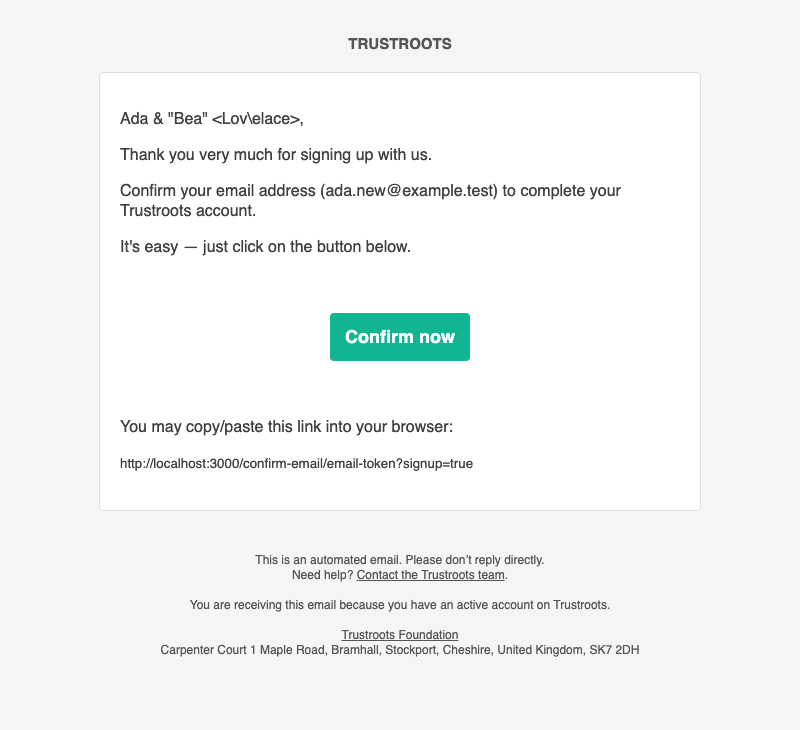 TRUSTROOTS
Ada & "Bea" <Lov\elace>,
Thank you very much for signing up with us.
Confirm your email address (ada.new@example.test) to complete your
Trustroots account.
It's easy — just click on the button below.
Confirm now
You may copy/paste this link into your browser:
http://localhost:3000/confirm-email/email-token?signup=true
This is an automated email. Please don’t reply directly.
Need help? Contact the Trustroots team.
You are receiving this email because you have an active account on Trustroots.
Trustroots Foundation
Carpenter Court 1 Maple Road, Bramhall, Stockport, Cheshire, United Kingdom, SK7 2DH